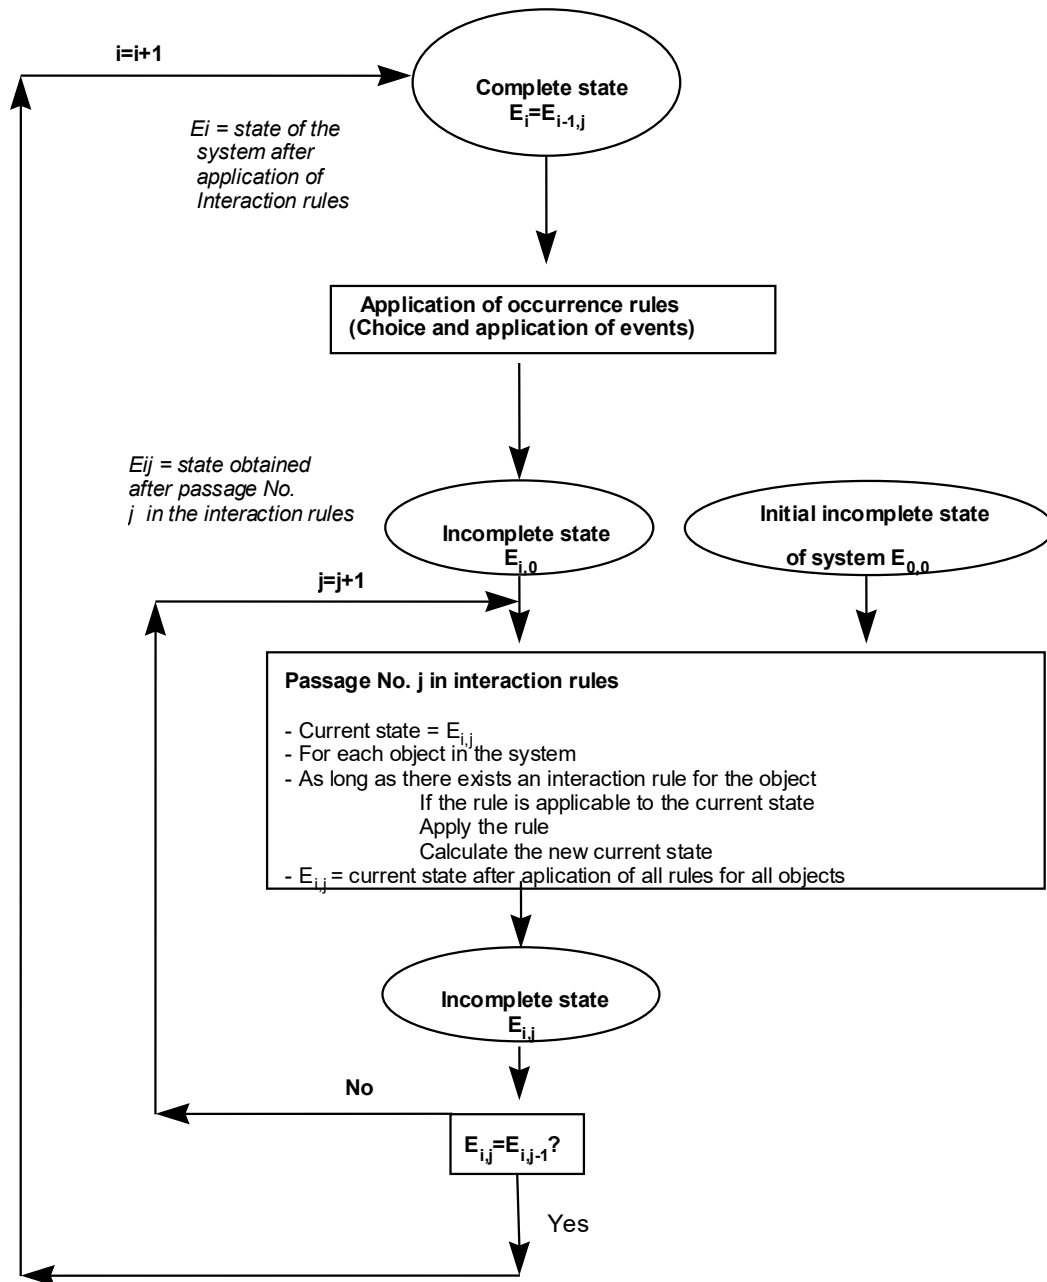 i=i+1
Complete state
Ei=Ei-1,j
Ei = state of the
system after
application of
Interaction rules
Application of occurrence rules
(Choice and application of events)
Eij = state obtained
after passage No.
j in the interaction rules
Incomplete state
Ei,0
Initial incomplete state
of system E0,0
j=j+1
Passage No. j in interaction rules
- Current state = Ei,j
- For each object in the system
- As long as there exists an interaction rule for the object
If the rule is applicable to the current state
Apply the rule
Calculate the new current state
- Ei,j = current state after aplication of all rules for all objects
Incomplete state
Ei,j
No
Ei,j=Ei,j-1?
Yes